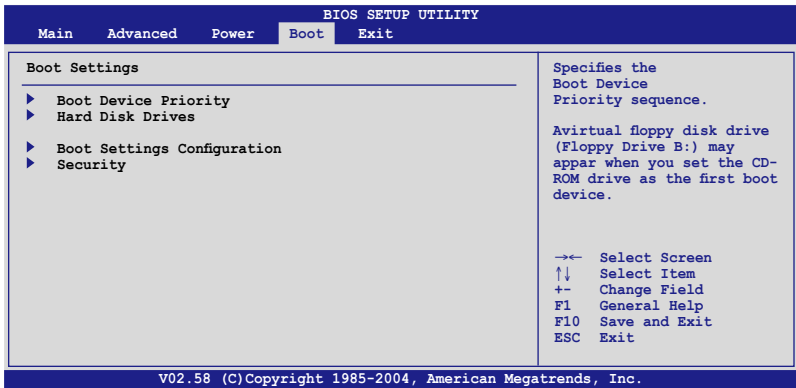 BIOS SETUP UTILITY
Main Advanced Power Boot Exit
Boot Settings
Boot Device Priority
Hard Disk Drives
Boot Settings Configuration
Security
Specifies the
Boot Device
Priority sequence.
Avirtual floppy disk drive
(Floppy Drive B:) may
appar when you set the CD-
ROM drive as the first boot
device.
→← Select Screen
↑↓ Select Item
+- Change Field
F1 General Help
F10 Save and Exit
ESC Exit
V02.58 (C)Copyright 1985-2004, American Megatrends, Inc.